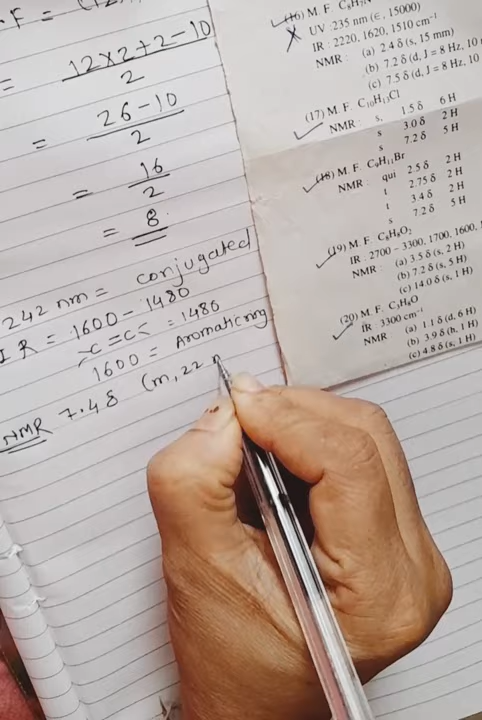 .F =
= 12x2+2-10
2
= 26-10
2
= 16
2
= 8
242 nm = conjugated
IR = 1600 - 1480
>C=C< = 1480
1600 = Aromatic ring
NMR 7.4δ (m, 22
(16) M. F.
UV : 235 nm (ϵ, 15000)
IR : 2220, 1620, 1510 cm⁻¹
NMR : (a) 2.4 δ (s, 15 mm)
(b) 7.2 δ (d, J = 8 Hz, 10
(c) 7.5 δ (d, J = 8 Hz, 10
(17) M. F. C₁₀H₁₃Cl
NMR : s, 1.5 δ 6 H
s 3.0 δ 2 H
s 7.2 δ 5 H
(18) M. F. C₉H₁₁Br
NMR : qui 2.5 δ 2 H
t 2.75 δ 2 H
t 3.4 δ 2 H
s 7.2 δ 5 H
(19) M. F. C₈H₈O₂
IR : 2700 - 3300, 1700, 1600,
NMR : (a) 3.5 δ (s, 2 H)
(b) 7.2 δ (s, 5 H)
(c) 14.0 δ (s, 1 H)
(20) M. F. C₃H₈O
IR : 3300 cm⁻¹
NMR (a) 1.1 δ (d, 6 H)
(b) 3.9 δ (h, 1 H)
(c) 4.8 δ (s, 1 H)